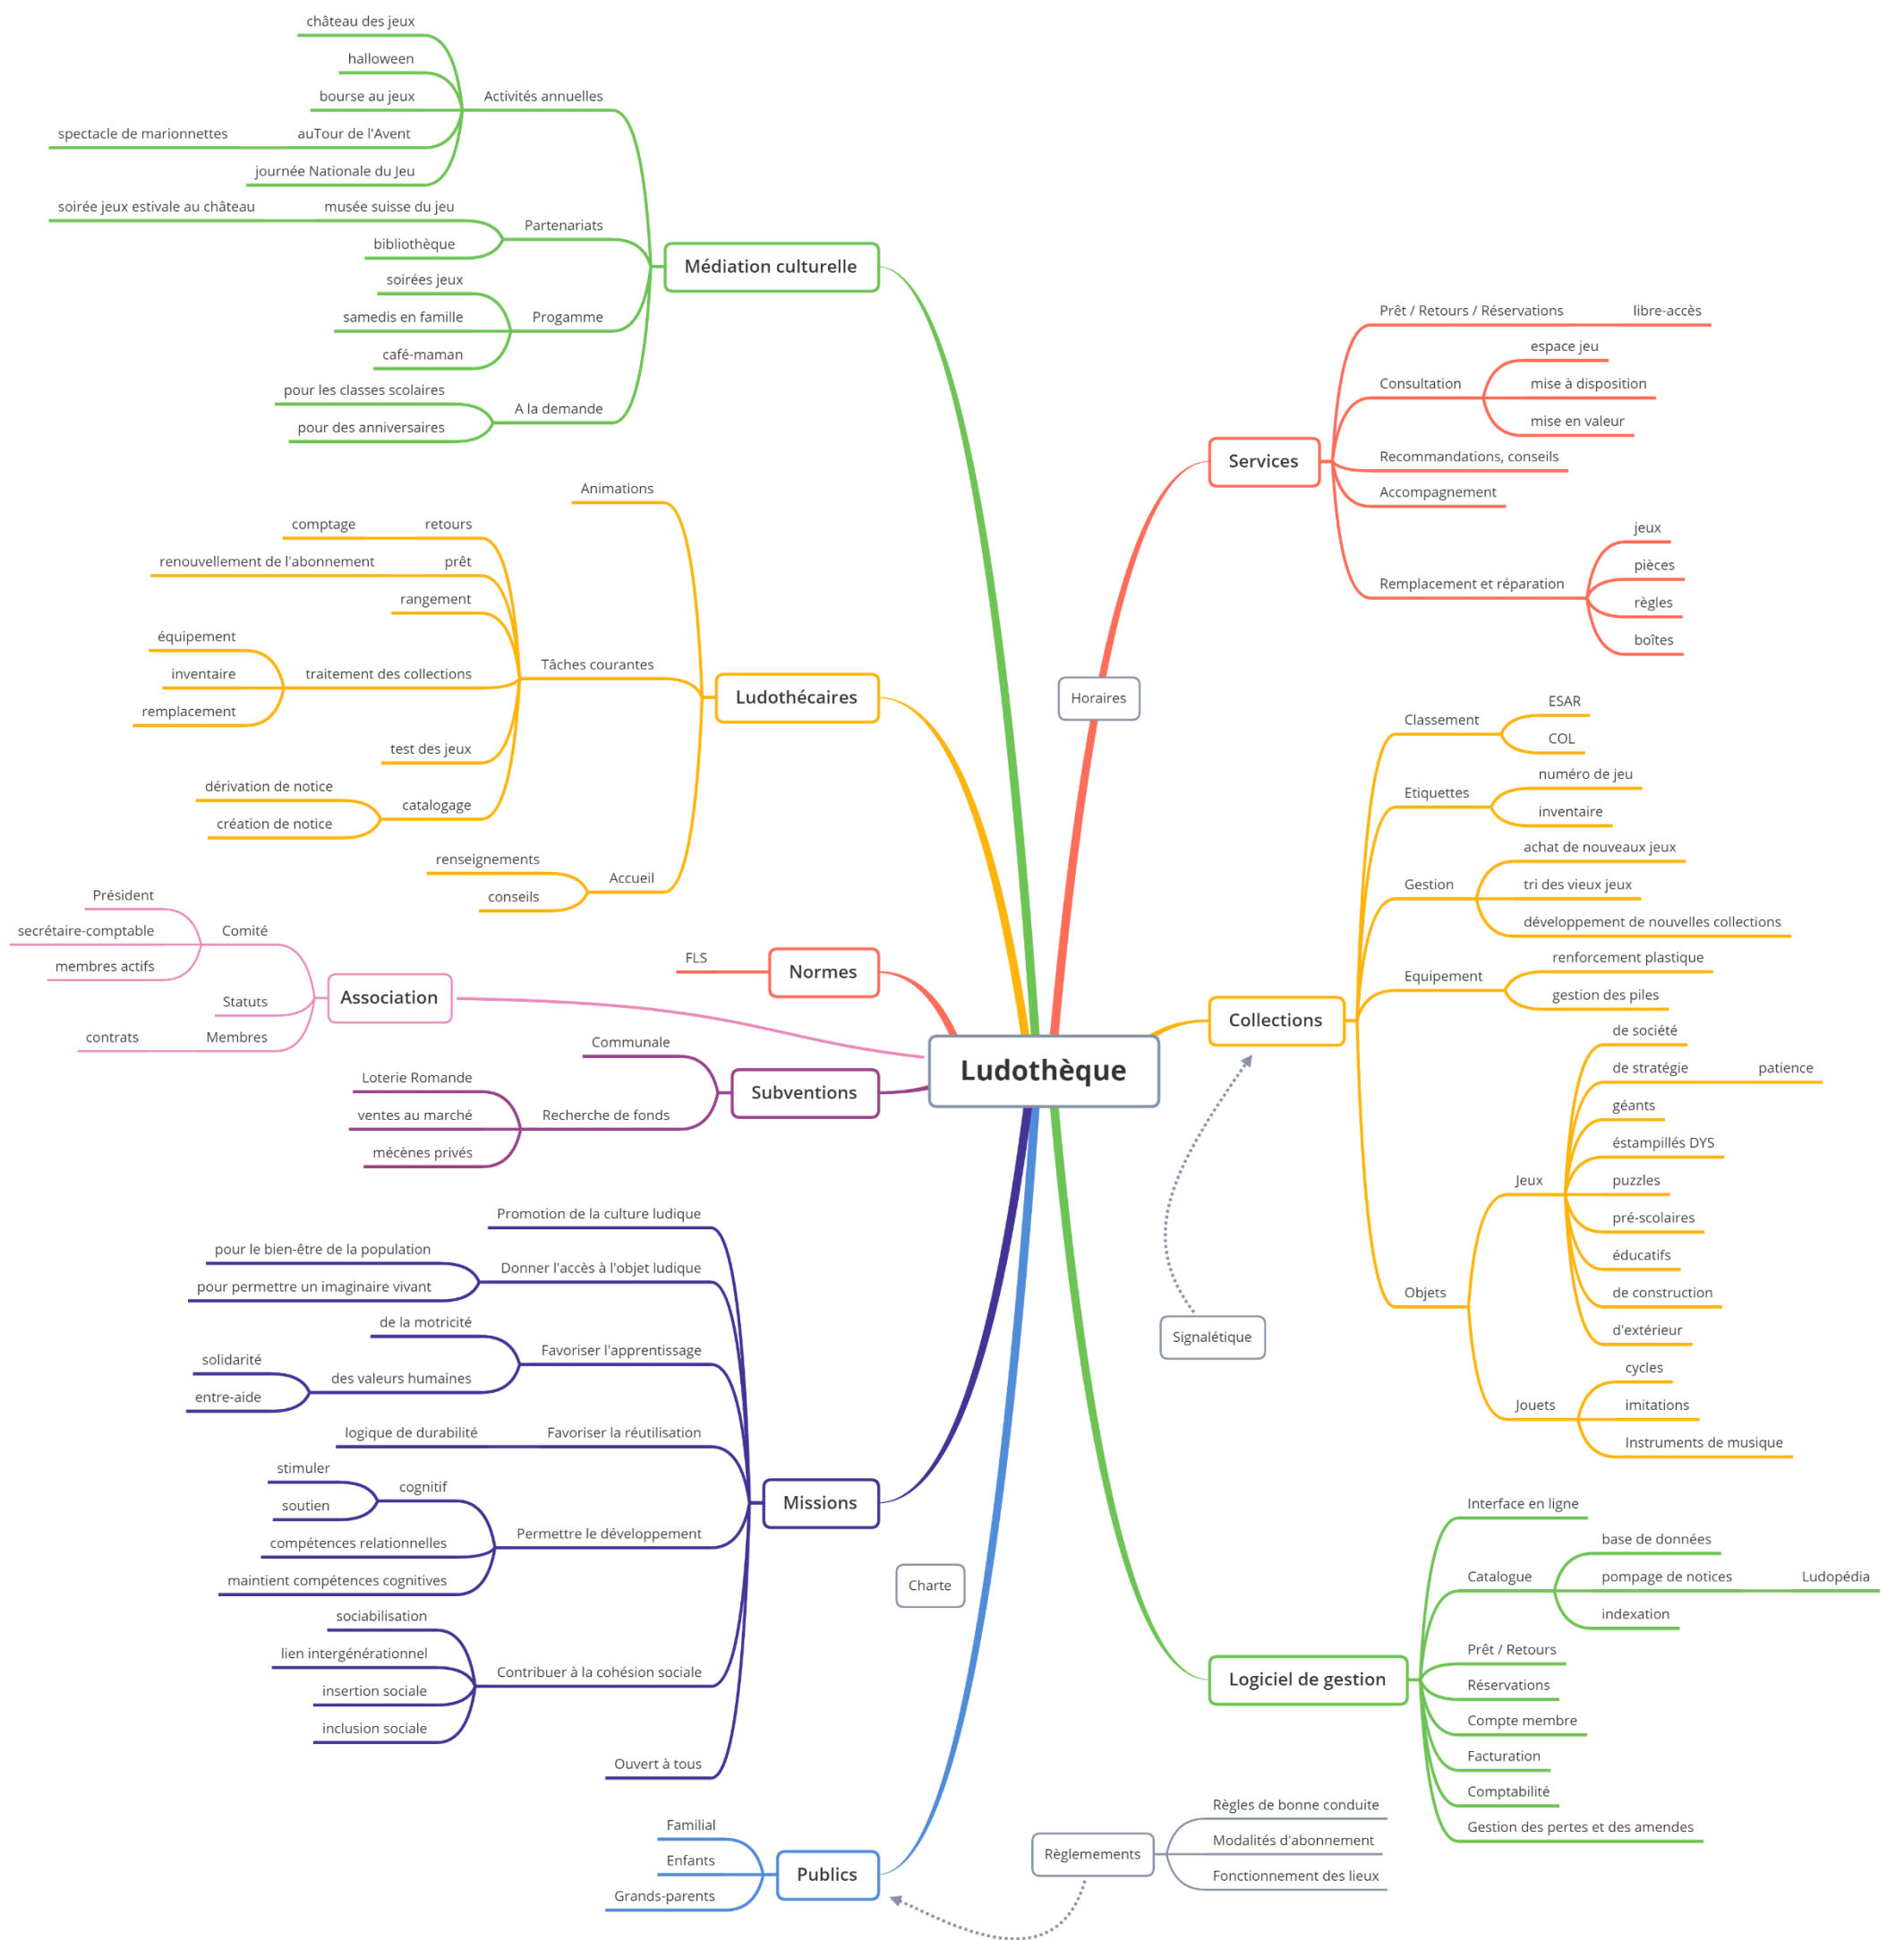 château des jeux
halloween
bourse au jeux
Activités annuelles
spectacle de marionnettes
auTour de l'Avent
journée Nationale du Jeu
soirée jeux estivale au château
musée suisse du jeu
Partenariats
bibliothèque
Médiation culturelle
soirées jeux
samedis en famille
Progamme
café-maman
pour les classes scolaires
A la demande
pour des anniversaires
Animations
comptage
retours
renouvellement de l'abonnement
prêt
rangement
équipement
inventaire
traitement des collections
remplacement
Tâches courantes
Ludothécaires
test des jeux
dérivation de notice
catalogage
création de notice
renseignements
Accueil
conseils
Président
secrétaire-comptable
Comité
membres actifs
Association
Statuts
contrats
Membres
FLS
Normes
Communale
Subventions
Loterie Romande
ventes au marché
Recherche de fonds
mécènes privés
Ludothèque
Promotion de la culture ludique
pour le bien-être de la population
Donner l'accès à l'objet ludique
pour permettre un imaginaire vivant
de la motricité
Favoriser l'apprentissage
solidarité
des valeurs humaines
entre-aide
logique de durabilité
Favoriser la réutilisation
stimuler
cognitif
soutien
Missions
Permettre le développement
compétences relationnelles
maintient compétences cognitives
sociabilisation
lien intergénérationnel
Contribuer à la cohésion sociale
insertion sociale
inclusion sociale
Ouvert à tous
Charte
Familial
Enfants
Publics
Grands-parents
Prêt / Retours / Réservations
libre-accès
espace jeu
Consultation
mise à disposition
mise en valeur
Services
Recommandations, conseils
Accompagnement
jeux
pièces
Remplacement et réparation
règles
boîtes
Horaires
ESAR
Classement
COL
numéro de jeu
Etiquettes
inventaire
achat de nouveaux jeux
Gestion
tri des vieux jeux
développement de nouvelles collections
renforcement plastique
Equipement
gestion des piles
Collections
de société
de stratégie
patience
géants
éstampillés DYS
Jeux
puzzles
pré-scolaires
éducatifs
Objets
de construction
d'extérieur
Signalétique
cycles
Jouets
imitations
Instruments de musique
Interface en ligne
base de données
Catalogue
pompage de notices
Ludopédia
indexation
Prêt / Retours
Logiciel de gestion
Réservations
Compte membre
Facturation
Comptabilité
Gestion des pertes et des amendes
Règles de bonne conduite
Règlemements
Modalités d'abonnement
Fonctionnement des lieux